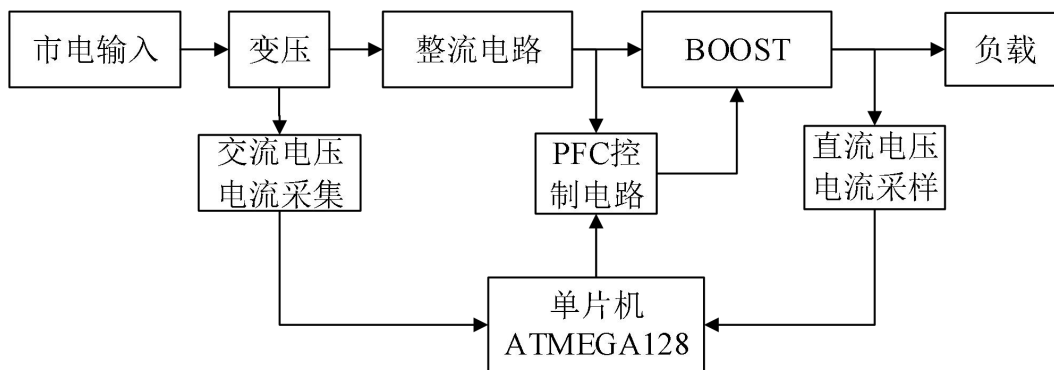 市电输入
变压
整流电路
BOOST
负载
交流电压
电流采集
PFC控
制电路
直流电压
电流采样
单片机
ATMEGA128